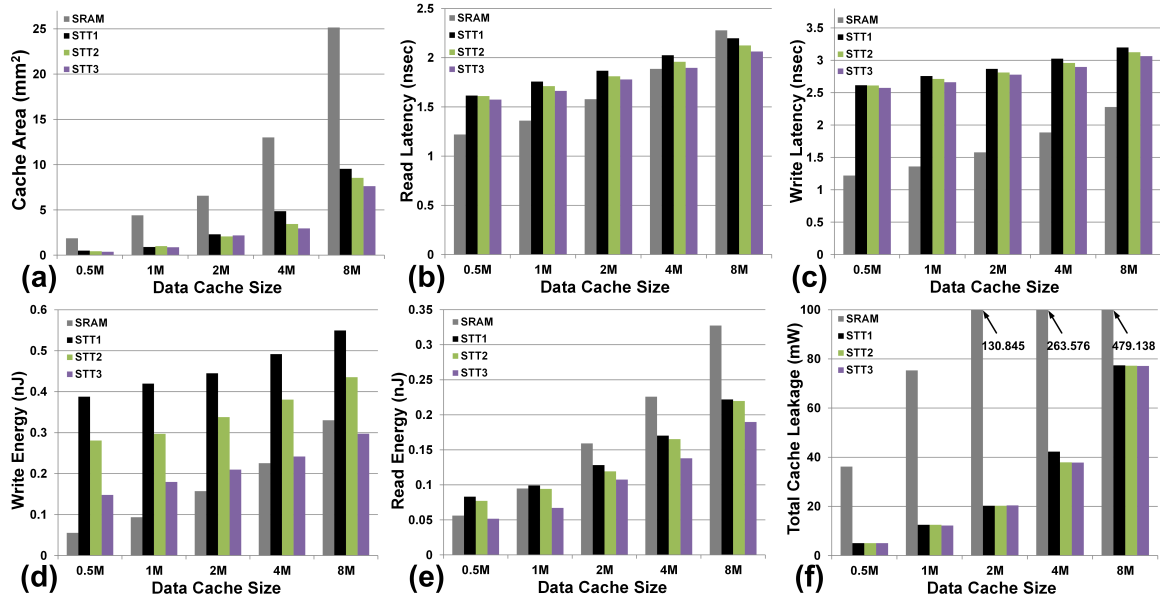 SRAM
STT1
STT2
STT3
25
20
15
10
5
0
Cache Area (mm²)
0.5M 1M 2M 4M 8M
(a)
Data Cache Size
SRAM
STT1
STT2
STT3
2.5
2
1.5
1
0.5
0
Read Latency (nsec)
0.5M 1M 2M 4M 8M
(b)
Data Cache Size
SRAM
STT1
STT2
STT3
3.5
3
2.5
2
1.5
1
0.5
0
Write Latency (nsec)
0.5M 1M 2M 4M 8M
(c)
Data Cache Size
SRAM
STT1
STT2
STT3
0.6
0.5
0.4
0.3
0.2
0.1
0
Write Energy (nJ)
0.5M 1M 2M 4M 8M
(d)
Data Cache Size
SRAM
STT1
STT2
STT3
0.35
0.3
0.25
0.2
0.15
0.1
0.05
0
Read Energy (nJ)
0.5M 1M 2M 4M 8M
(e)
Data Cache Size
SRAM
STT1
STT2
STT3
130.845 263.576 479.138
100
80
60
40
20
0
Total Cache Leakage (mW)
0.5M 1M 2M 4M 8M
(f)
Data Cache Size